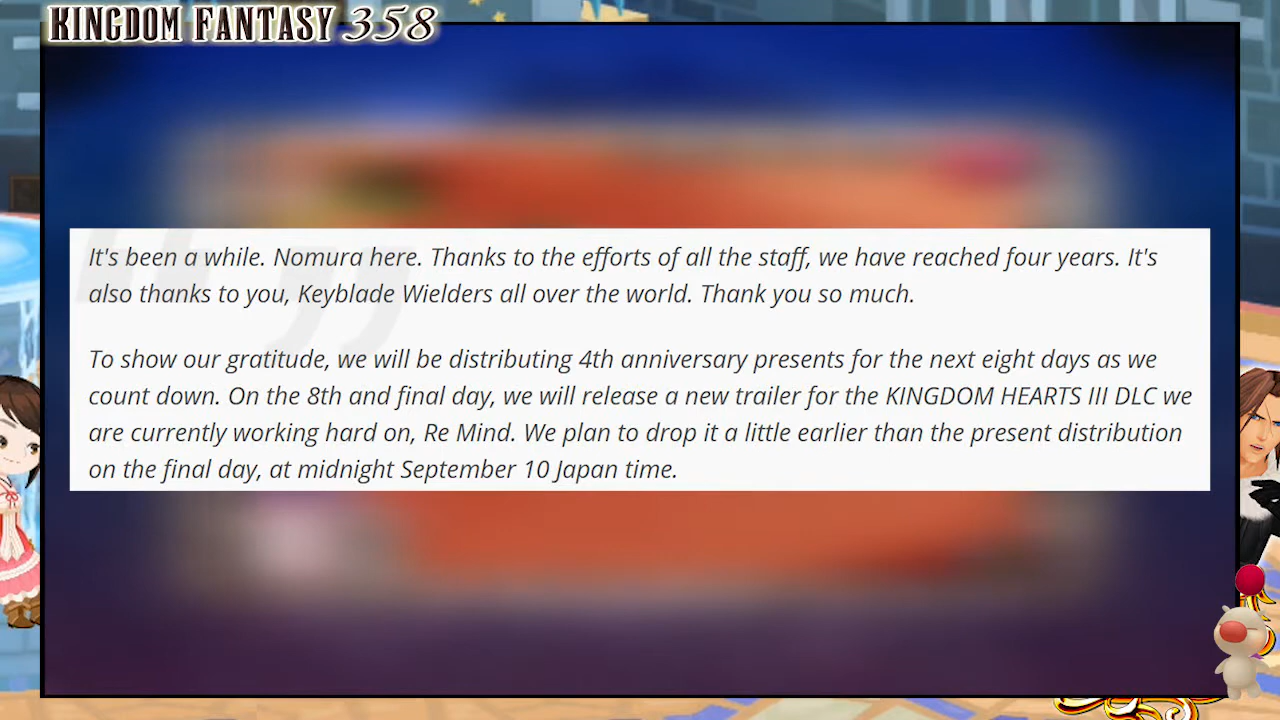 KINGDOM FANTASY 358
It's been a while. Nomura here. Thanks to the efforts of all the staff, we have reached four years. It's
also thanks to you, Keyblade Wielders all over the world. Thank you so much.
To show our gratitude, we will be distributing 4th anniversary presents for the next eight days as we
count down. On the 8th and final day, we will release a new trailer for the KINGDOM HEARTS III DLC we
are currently working hard on, Re Mind. We plan to drop it a little earlier than the present distribution
on the final day, at midnight September 10 Japan time.